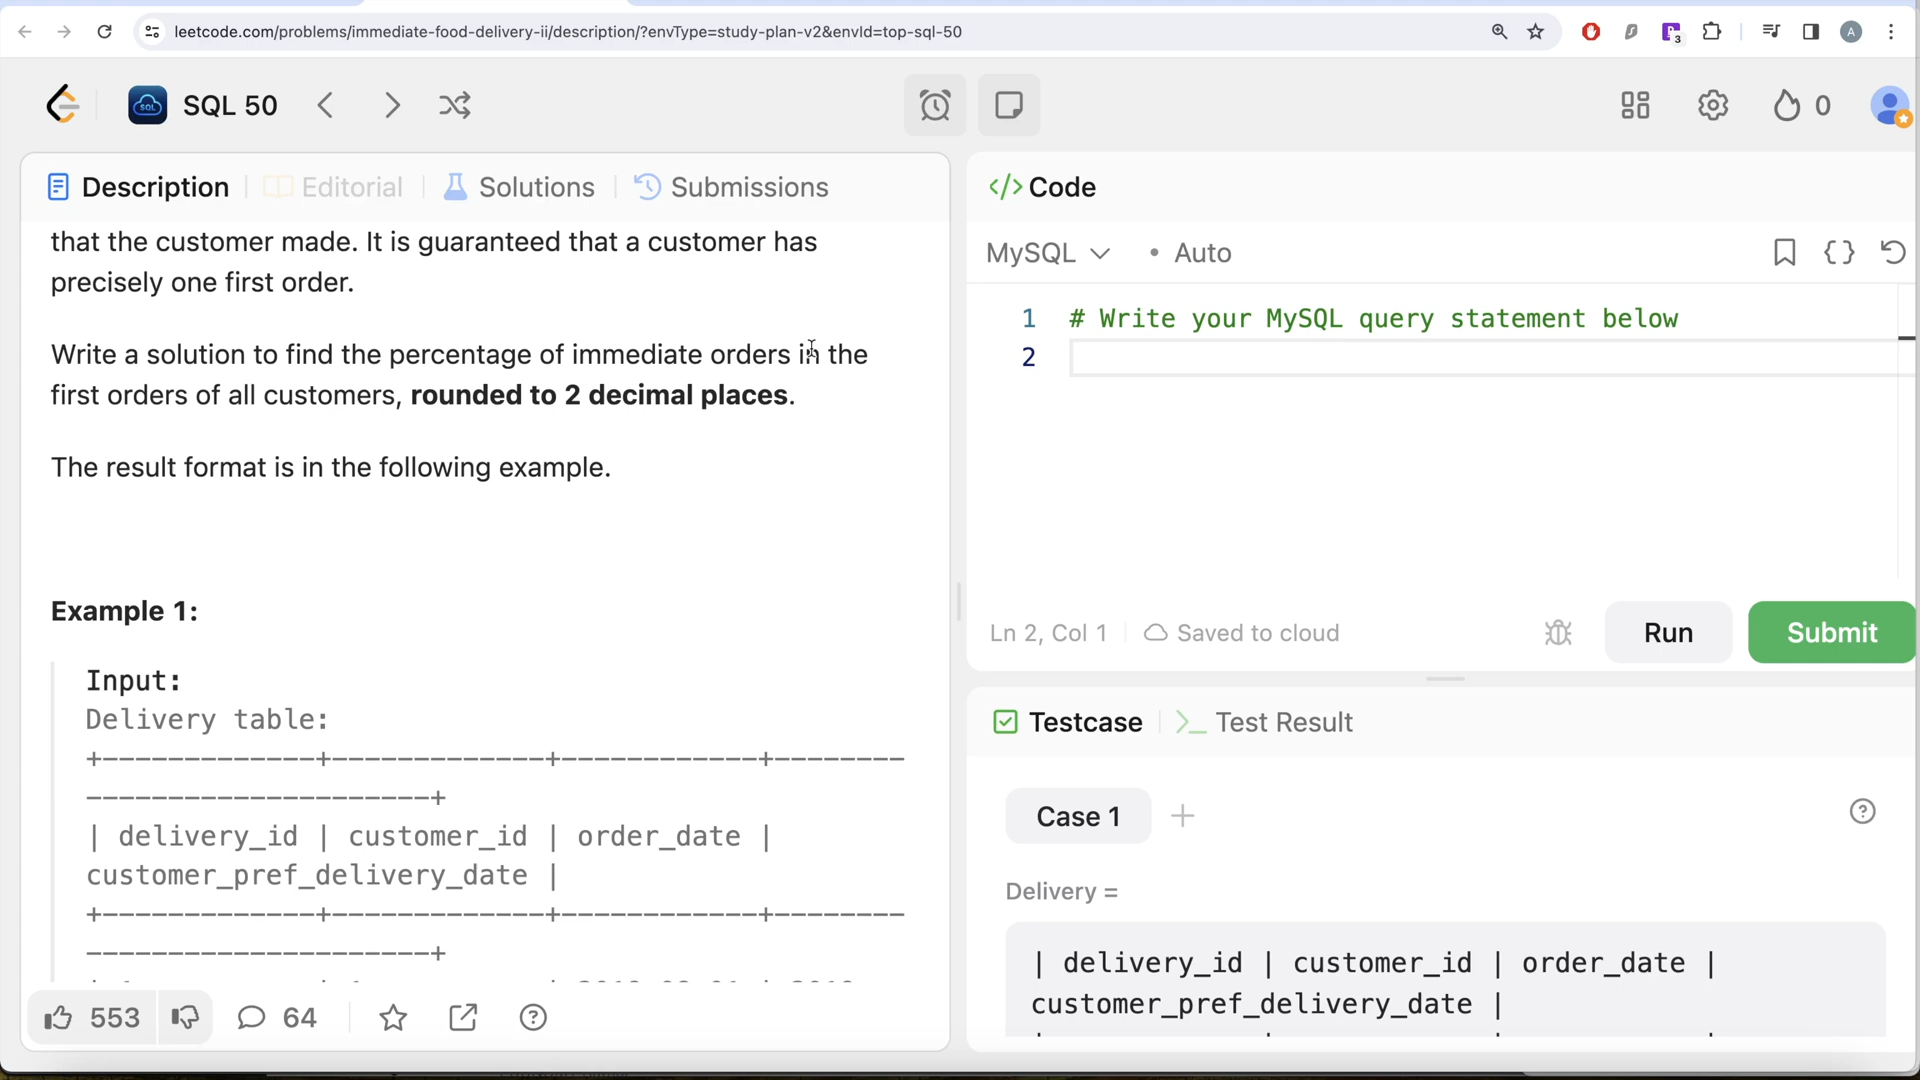 leetcode.com/problems/immediate-food-delivery-ii/description/?envType=study-plan-v2&envId=top-sql-50
3
A
SQL
SQL 50
0
Description
Editorial
Solutions
Submissions
that the customer made. It is guaranteed that a customer has
precisely one first order.
Write a solution to find the percentage of immediate orders in the
first orders of all customers, rounded to 2 decimal places.
The result format is in the following example.
Example 1:
Input:
Delivery table:
+-------------+-------------+------------+--------
---------------------+
| delivery_id | customer_id | order_date |
customer_pref_delivery_date |
+-------------+-------------+------------+--------
---------------------+
553
64
</> Code
MySQL
• Auto
1 # Write your MySQL query statement below
2
Ln 2, Col 1
Saved to cloud
Run
Submit
Testcase
>_ Test Result
Case 1
+
Delivery =
| delivery_id | customer_id | order_date |
customer_pref_delivery_date |